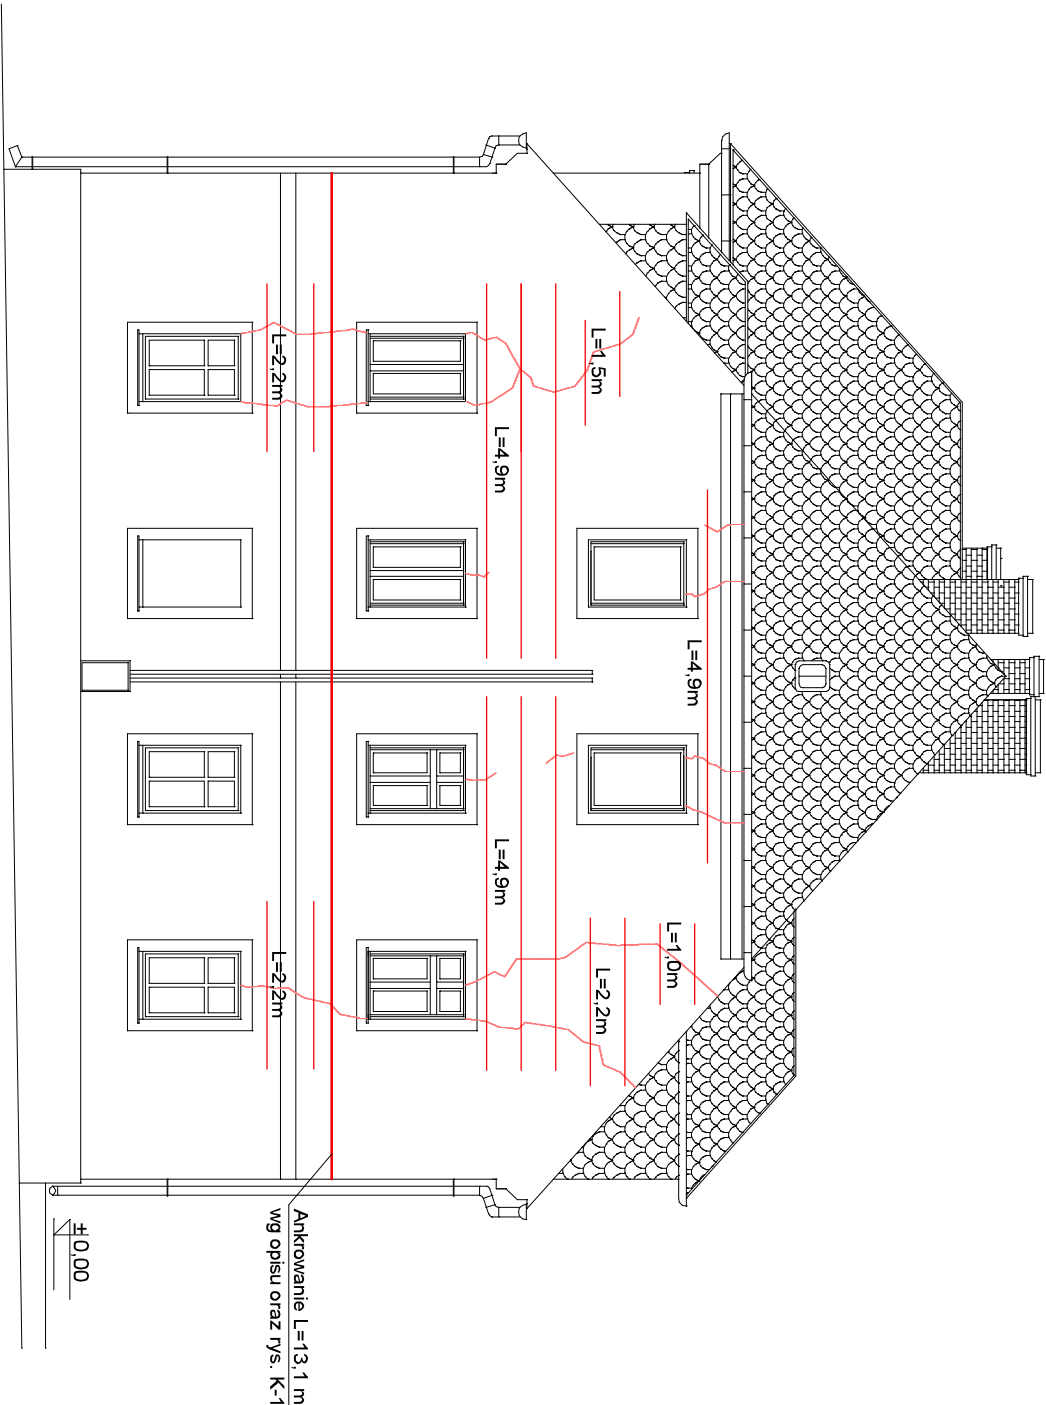 L=1,0m
L=4,9m
L=1,5m
L=2,2m
L=4,9m
L=4,9m
L=2,2m
L=2,2m
Ankrowanie L=13,1 m
wg opisu oraz rys. K-1
±0,00